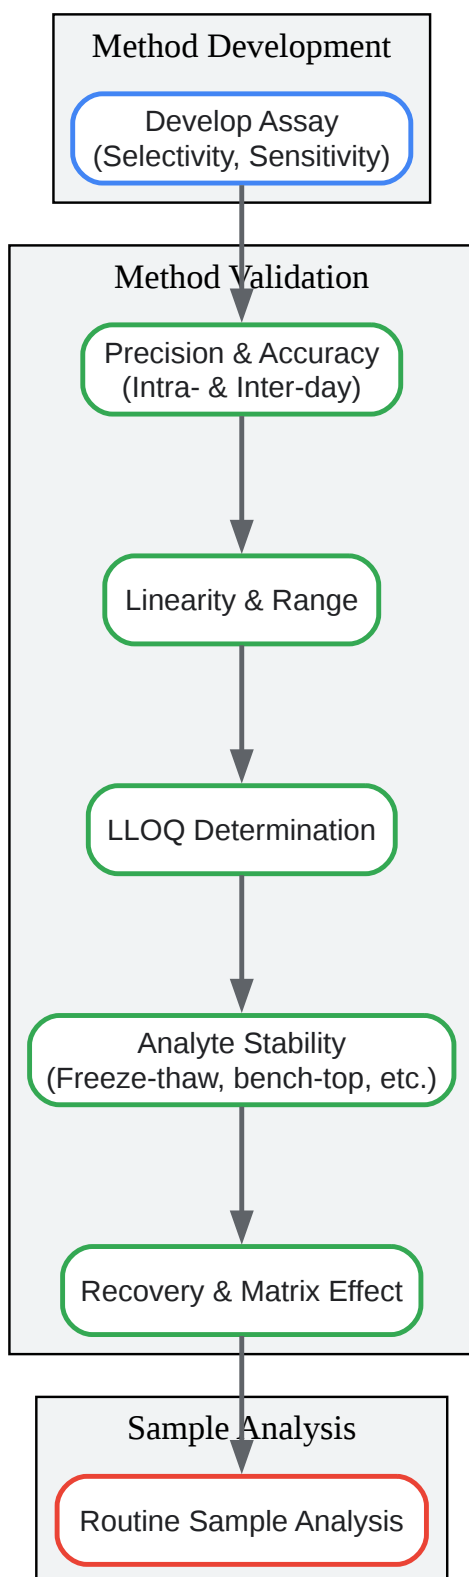 Method Development
Develop Assay
(Selectivity, Sensitivity)
Method Validation
Precision & Accuracy
(Intra- & Inter-day)
Linearity & Range
LLOQ Determination
Analyte Stability
(Freeze-thaw, bench-top, etc.)
Recovery & Matrix Effect
Sample Analysis
Routine Sample Analysis